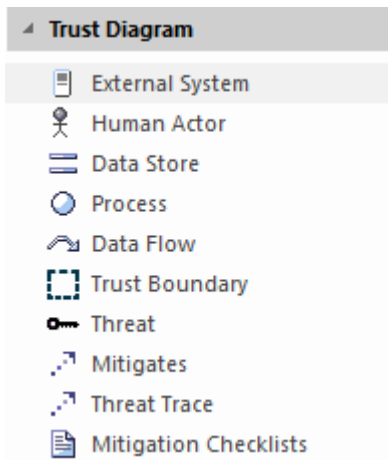 Trust Diagram
External System
Human Actor
Data Store
Process
Data Flow
Trust Boundary
Threat
Mitigates
Threat Trace
Mitigation Checklists